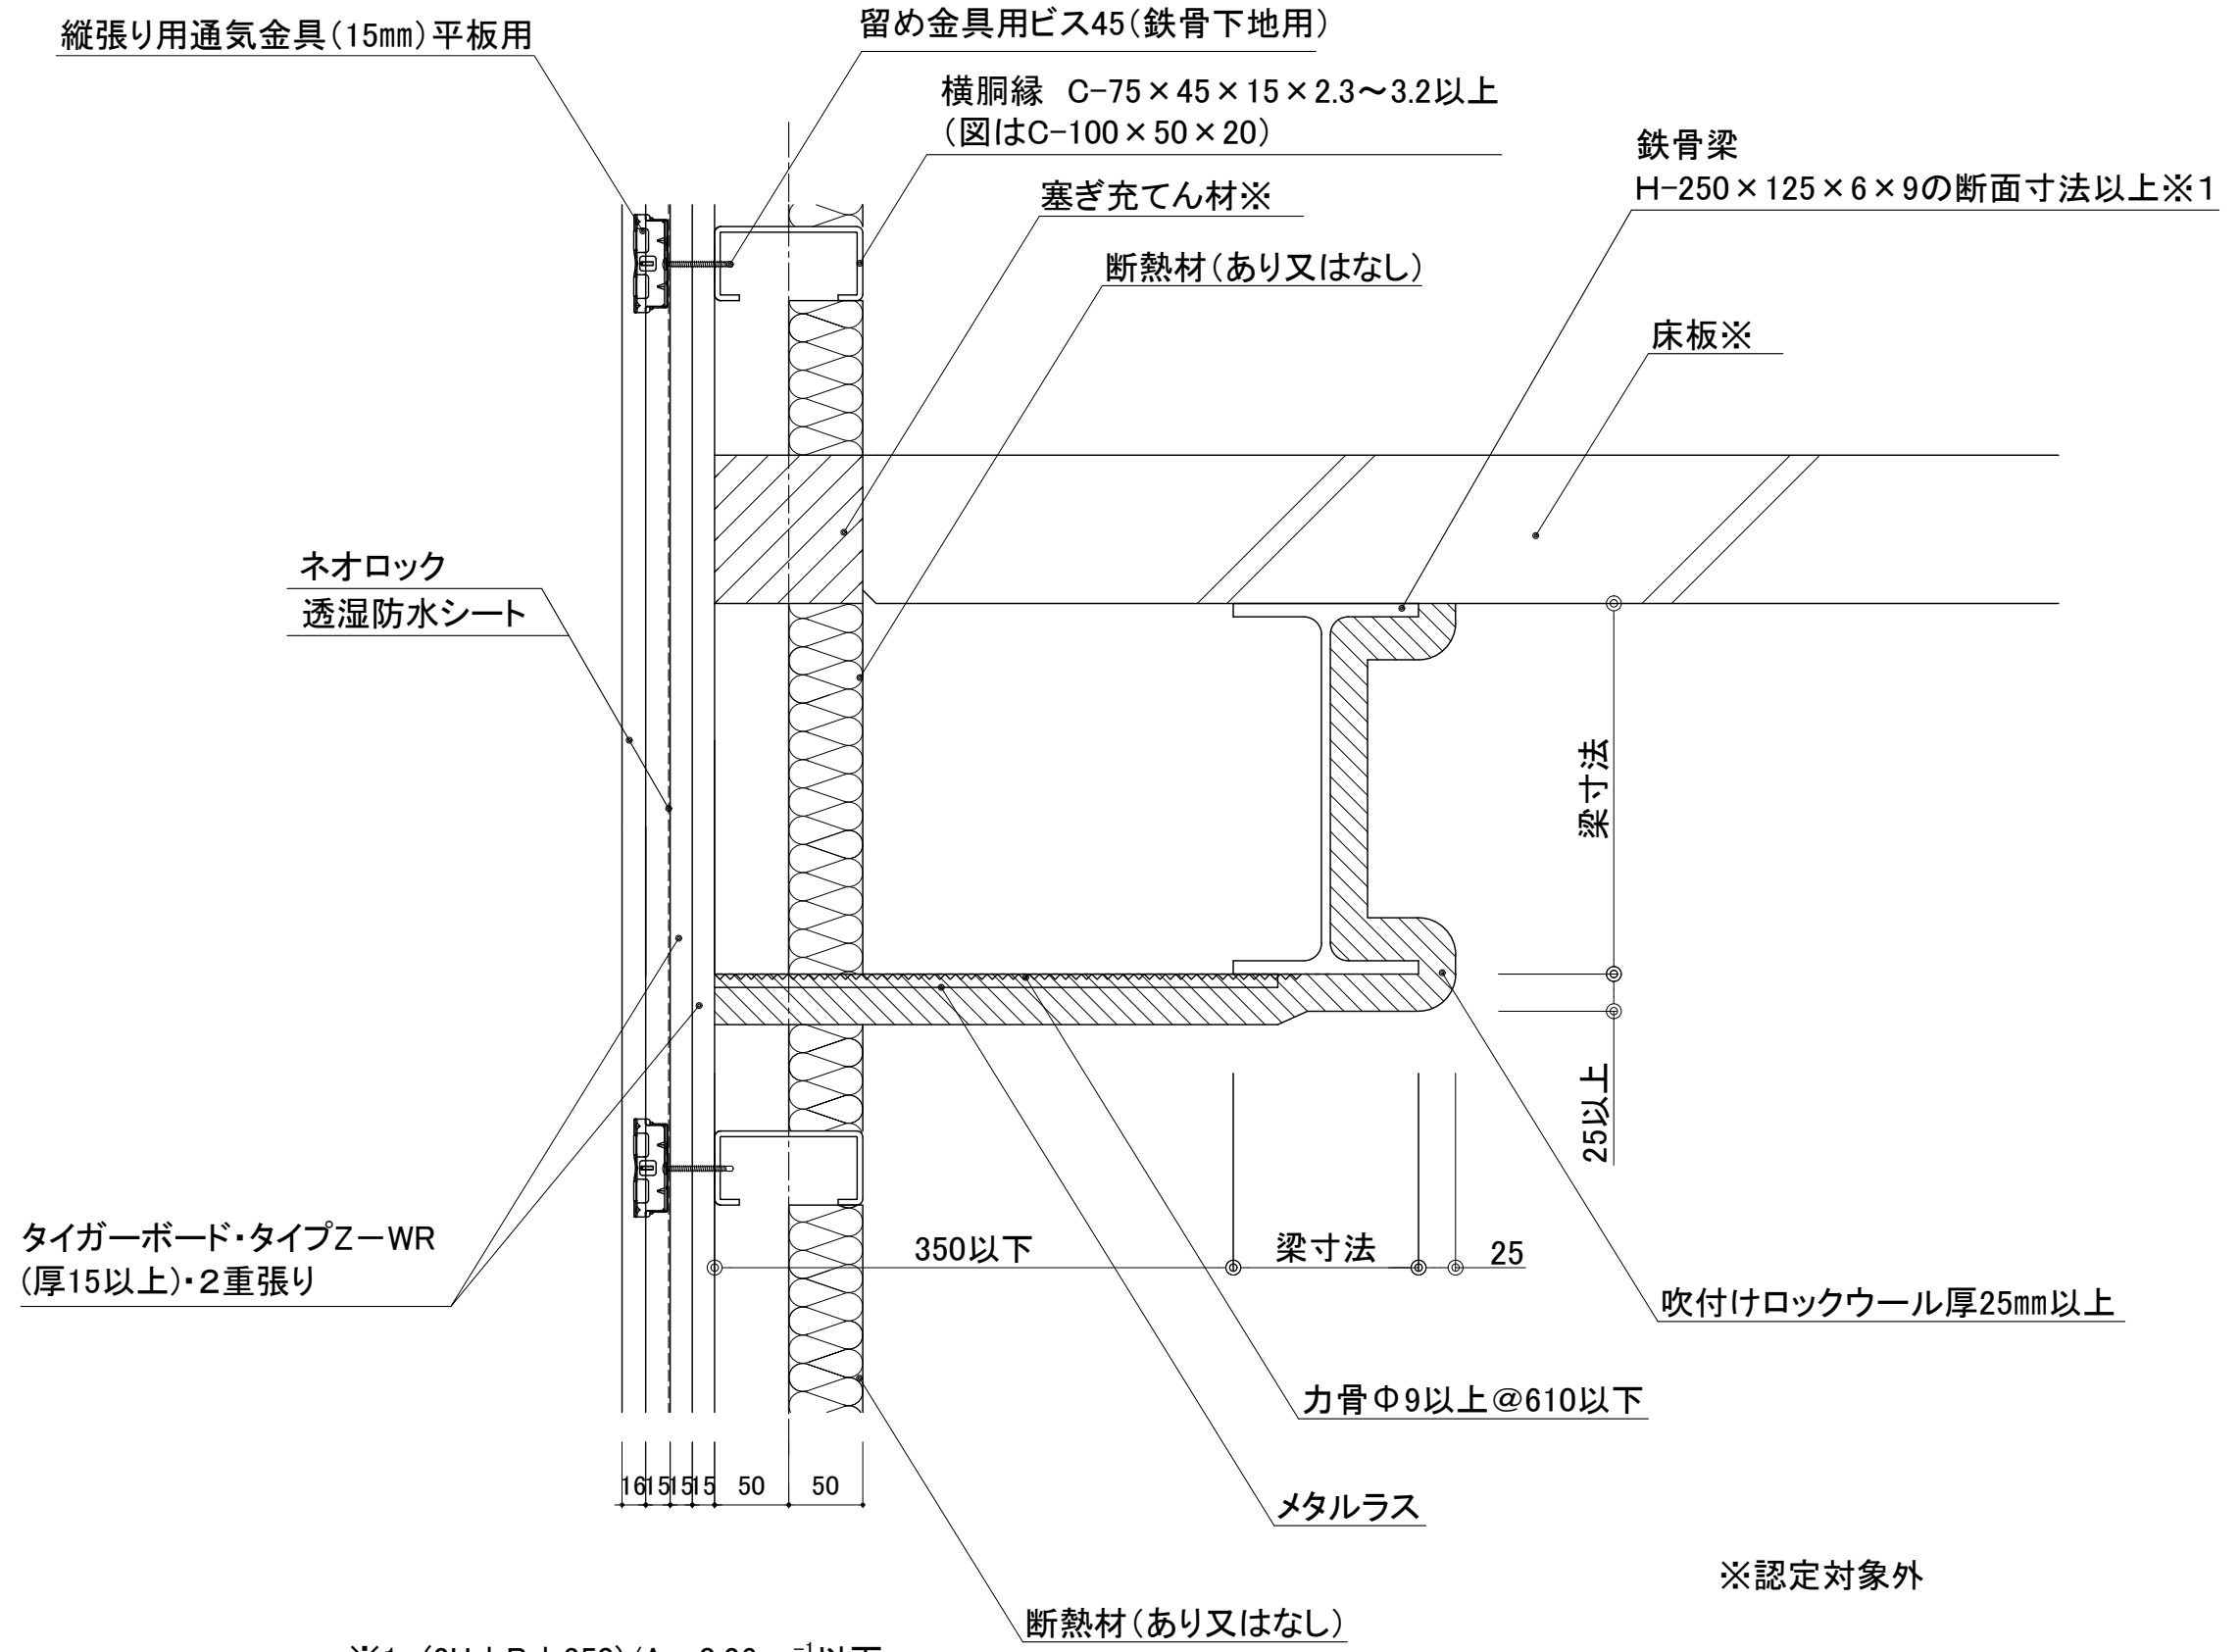 縦張り用通気金具(15mm)平板用
留め金具用ビス45(鉄骨下地用)
横胴縁　C-75×45×15×2.3～3.2以上
(図はC-100×50×20)
鉄骨梁
H-250×125×6×9の断面寸法以上※1
塞ぎ充てん材※
断熱材(あり又はなし)
床板※
ネオロック
透湿防水シート
梁寸法
25以上
タイガーボード・タイプZ－WR
(厚15以上)・2重張り
350以下
梁寸法
25
吹付けロックウール厚25mm以上
力骨Φ9以上@610以下
16 15 15 15 50 50
メタルラス
※認定対象外
断熱材(あり又はなし)